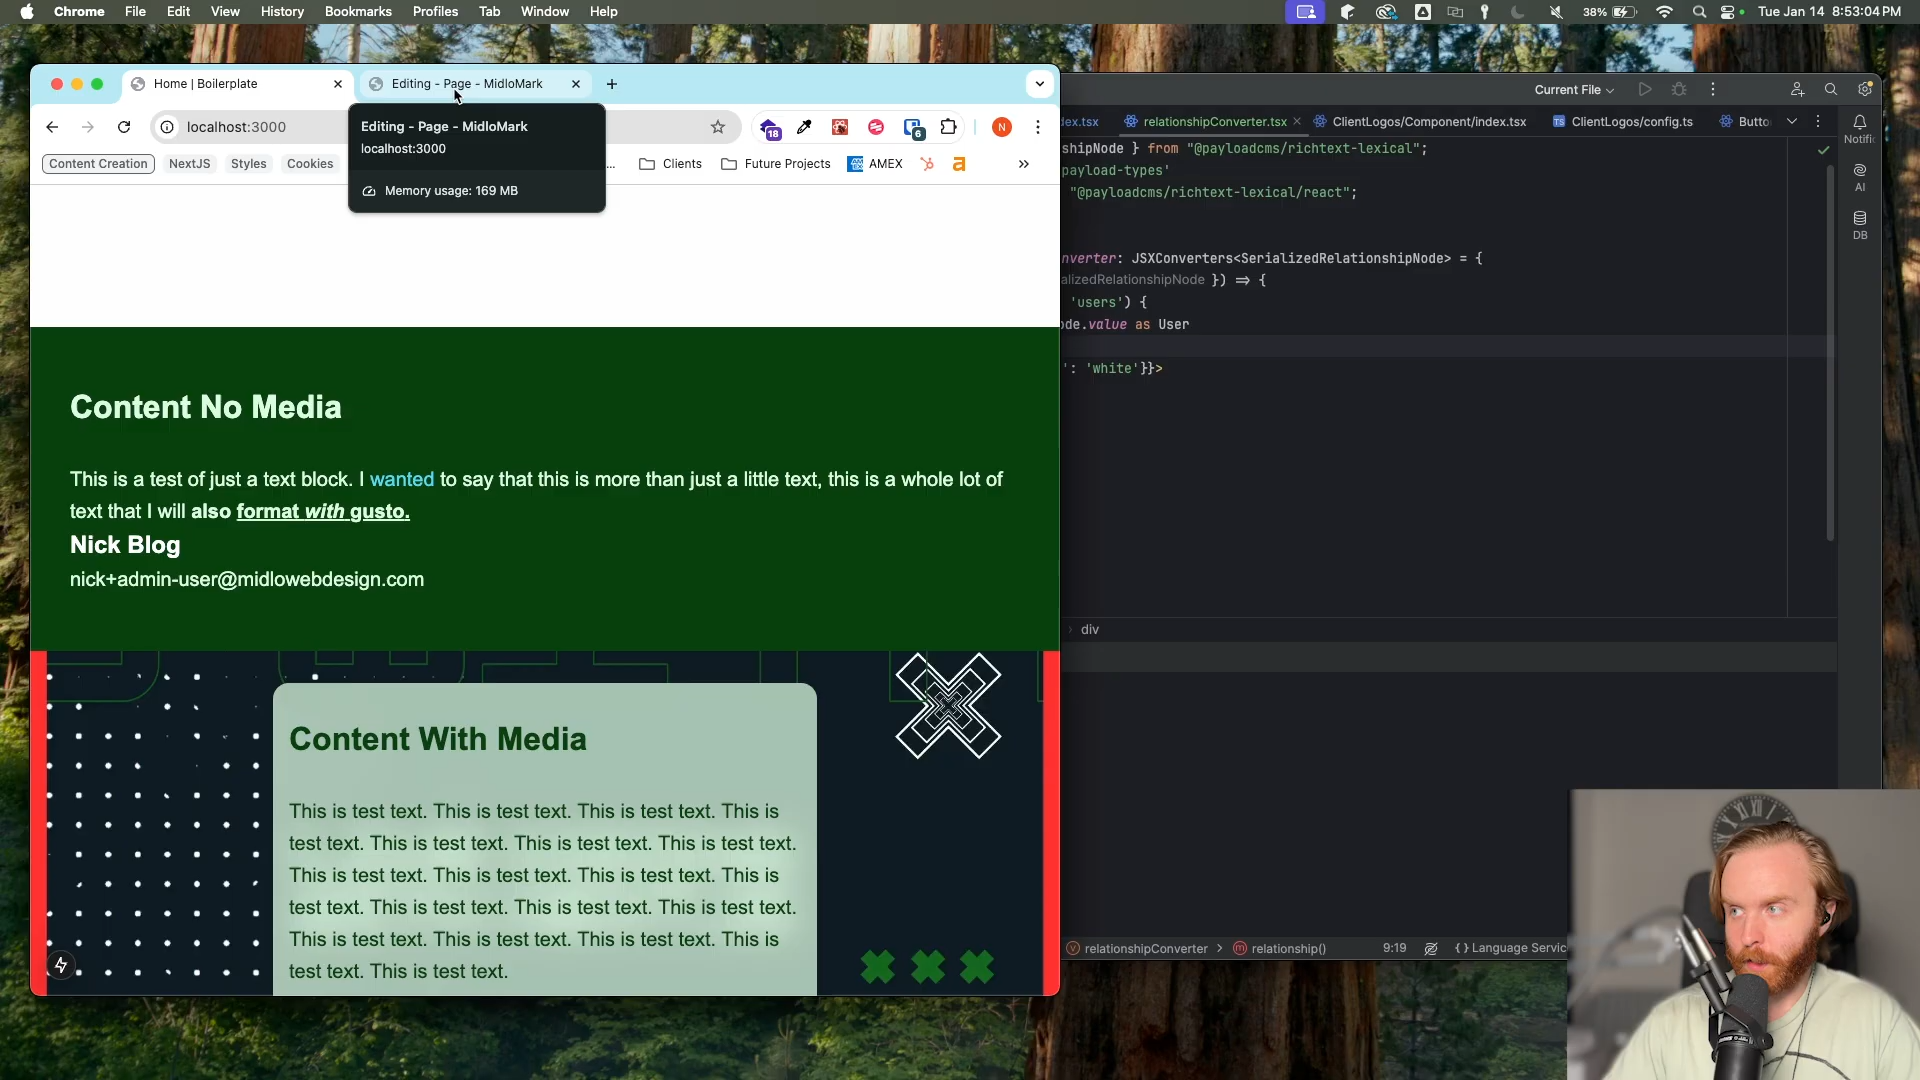 Chrome File Edit View History Bookmarks Profiles Tab Window Help
38% Tue Jan 14 8:53:04 PM
Home | Boilerplate
Editing - Page - MidloMark
localhost:3000
18
6
N
Editing - Page - MidloMark
localhost:3000
Memory usage: 169 MB
Content Creation NextJS Styles Cookies ... Clients Future Projects AMEX
Content No Media
This is a test of just a text block. I wanted to say that this is more than just a little text, this is a whole lot of
text that I will also format with gusto.
Nick Blog
nick+admin-user@midlowebdesign.com
Content With Media
This is test text. This is test text. This is test text. This is
test text. This is test text. This is test text. This is test text.
This is test text. This is test text. This is test text. This is
test text. This is test text. This is test text. This is test text.
This is test text. This is test text. This is test text. This is
test text. This is test text.
Current File
dex.tsx relationshipConverter.tsx ClientLogos/Component/index.tsx ClientLogos/config.ts Butto
Notific
AI
DB
shipNode } from "@payloadcms/richtext-lexical";
payload-types'
"@payloadcms/richtext-lexical/react";
nverter: JSXConverters<SerializedRelationshipNode> = {
alizedRelationshipNode }) => {
'users') {
ode.value as User
': 'white'}}>
div
relationshipConverter > relationship() 9:19 {} Language Servic